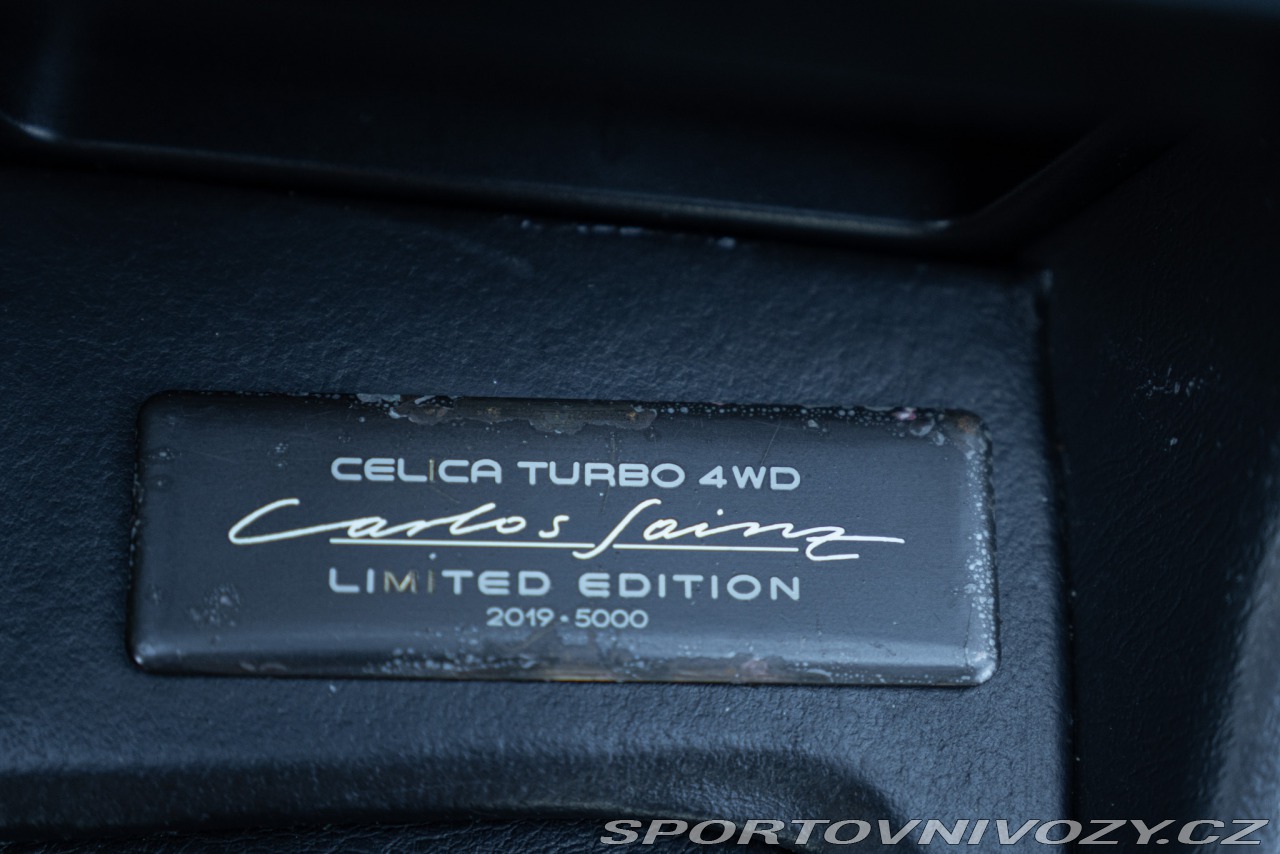 CELICA TURBO 4WD
Carlos Sainz
LIMITED EDITION
2019·5000
SPORTOVNIVOZY.CZ